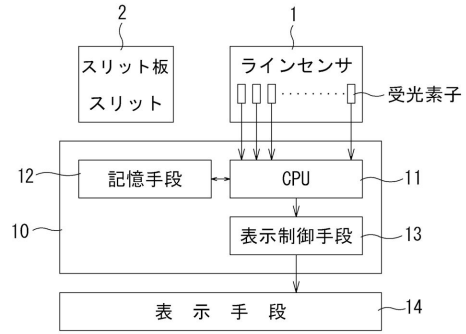 2
1
スリット板
スリット
ラインセンサ
受光素子
12
記憶手段
CPU
11
10
表示制御手段
13
表示手段
14